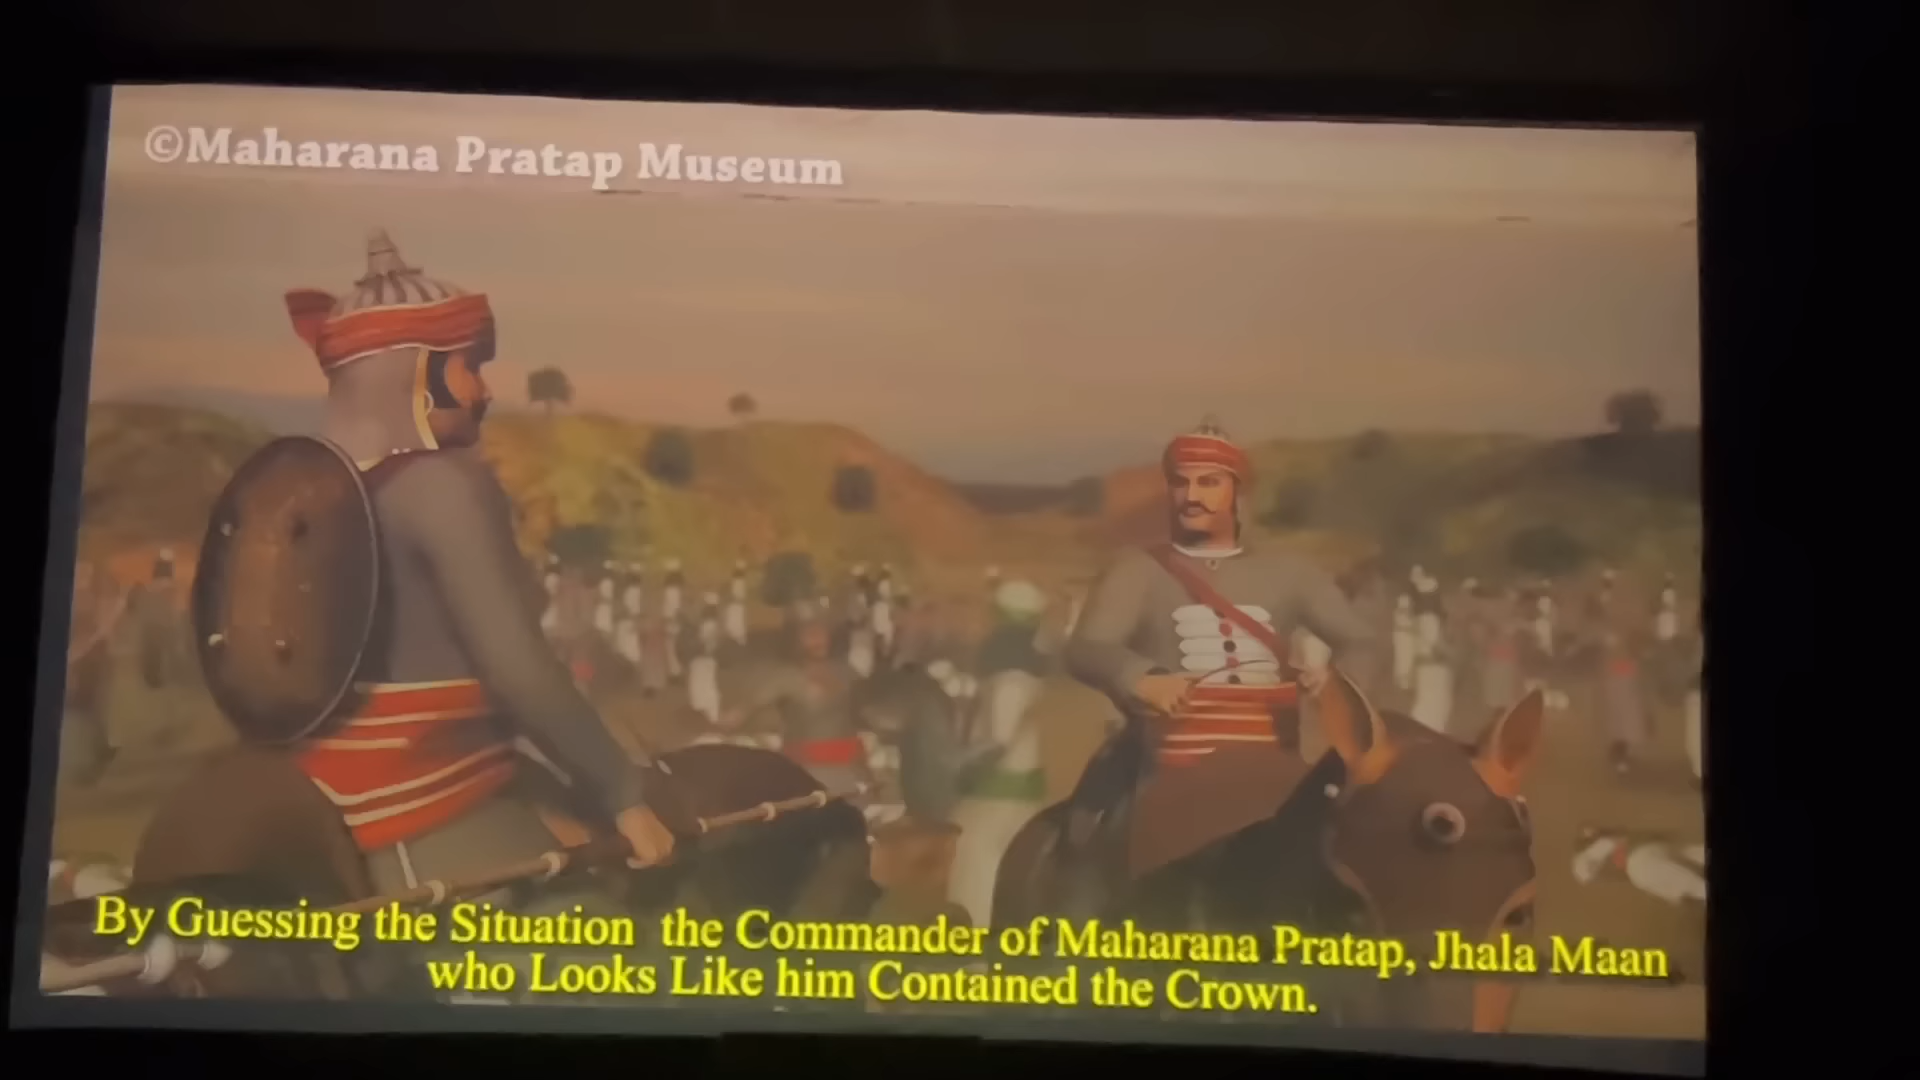 ©Maharana Pratap Museum
By Guessing the Situation the Commander of Maharana Pratap, Jhala Maan
who Looks Like him Contained the Crown.